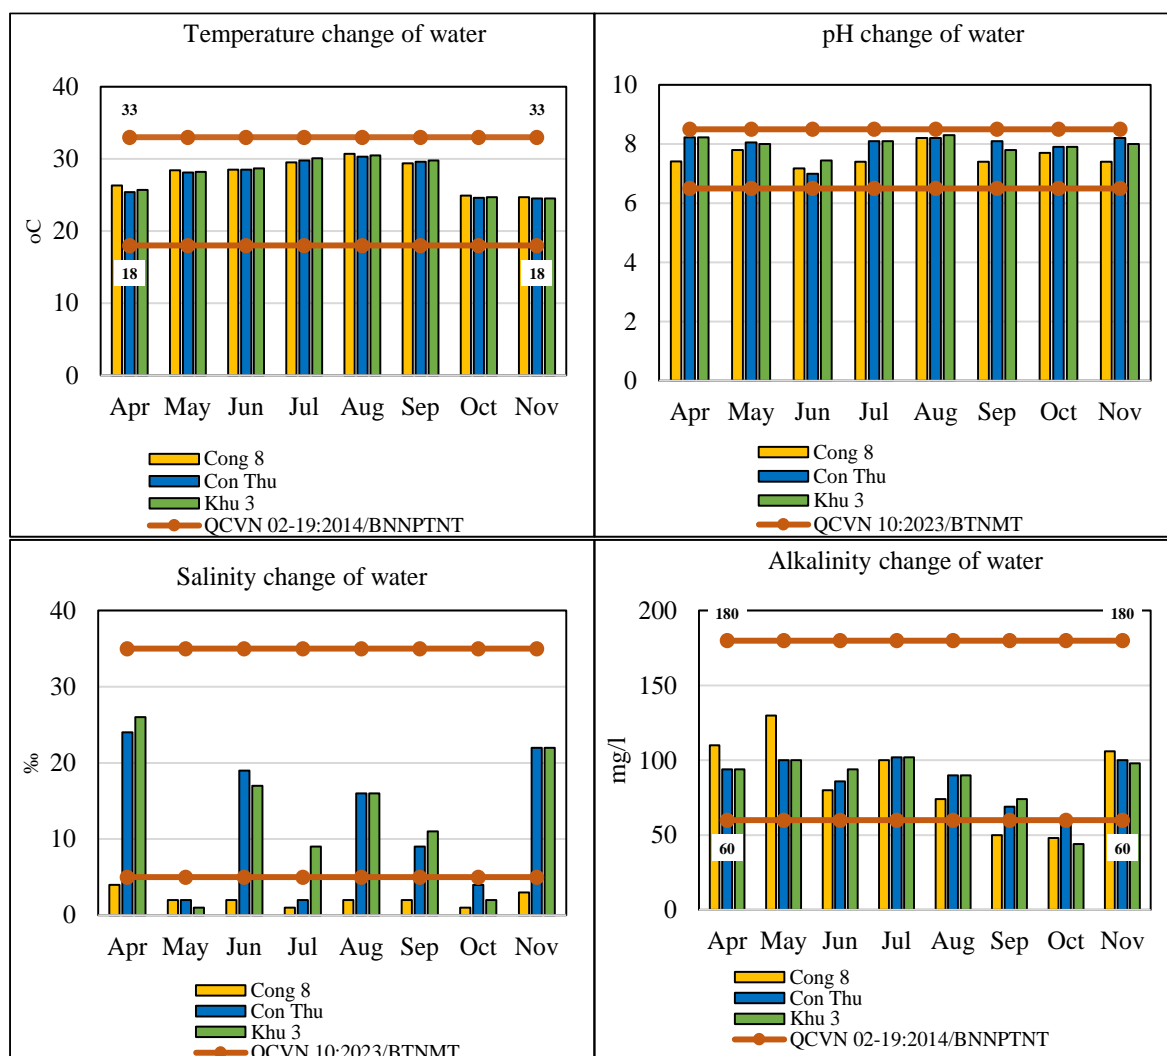 Temperature change of water
40
30
20
10
0
oC
33
33
18
18
Apr May Jun Jul Aug Sep Oct Nov
Cong 8
Con Thu
Khu 3
QCVN 02-19:2014/BNNPTNT
pH change of water
10
8
6
4
2
0
Apr May Jun Jul Aug Sep Oct Nov
Cong 8
Con Thu
Khu 3
QCVN 10:2023/BTNMT
Salinity change of water
40
30
20
10
0
‰
Apr May Jun Jul Aug Sep Oct Nov
Cong 8
Con Thu
Khu 3
QCVN 10:2023/BTNMT
Alkalinity change of water
200
150
100
50
0
mg/l
180
180
60
60
Apr May Jun Jul Aug Sep Oct Nov
Cong 8
Con Thu
Khu 3
QCVN 02-19:2014/BNNPTNT